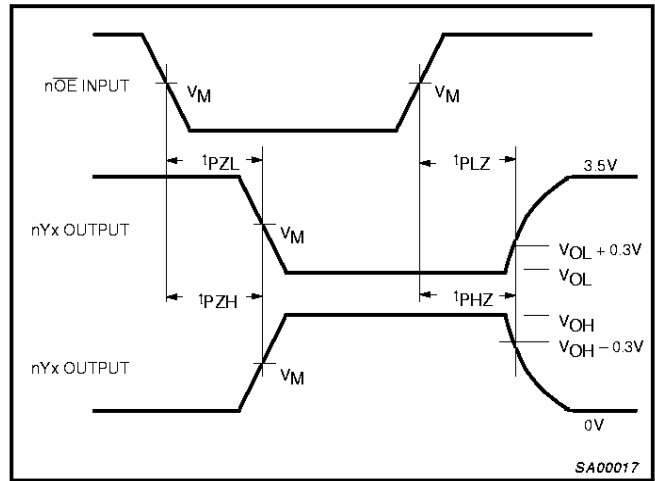 nOE INPUT
VM
VM
tPZL
tPLZ
3.5V
nYx OUTPUT
VM
VOL + 0.3V
VOL
tPZH
tPHZ
VOH
VOH – 0.3V
nYx OUTPUT
VM
0V
SA00017